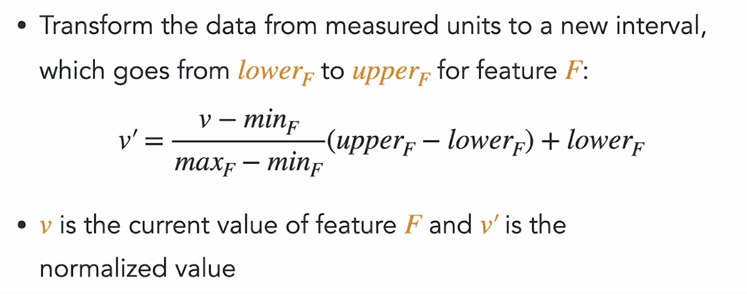 • Transform the data from measured units to a new interval,
which goes from lower_F to upper_F for feature F:
v′ = \frac{v − min_F}{max_F − min_F}(upper_F − lower_F) + lower_F
• v is the current value of feature F and v′ is the
normalized value